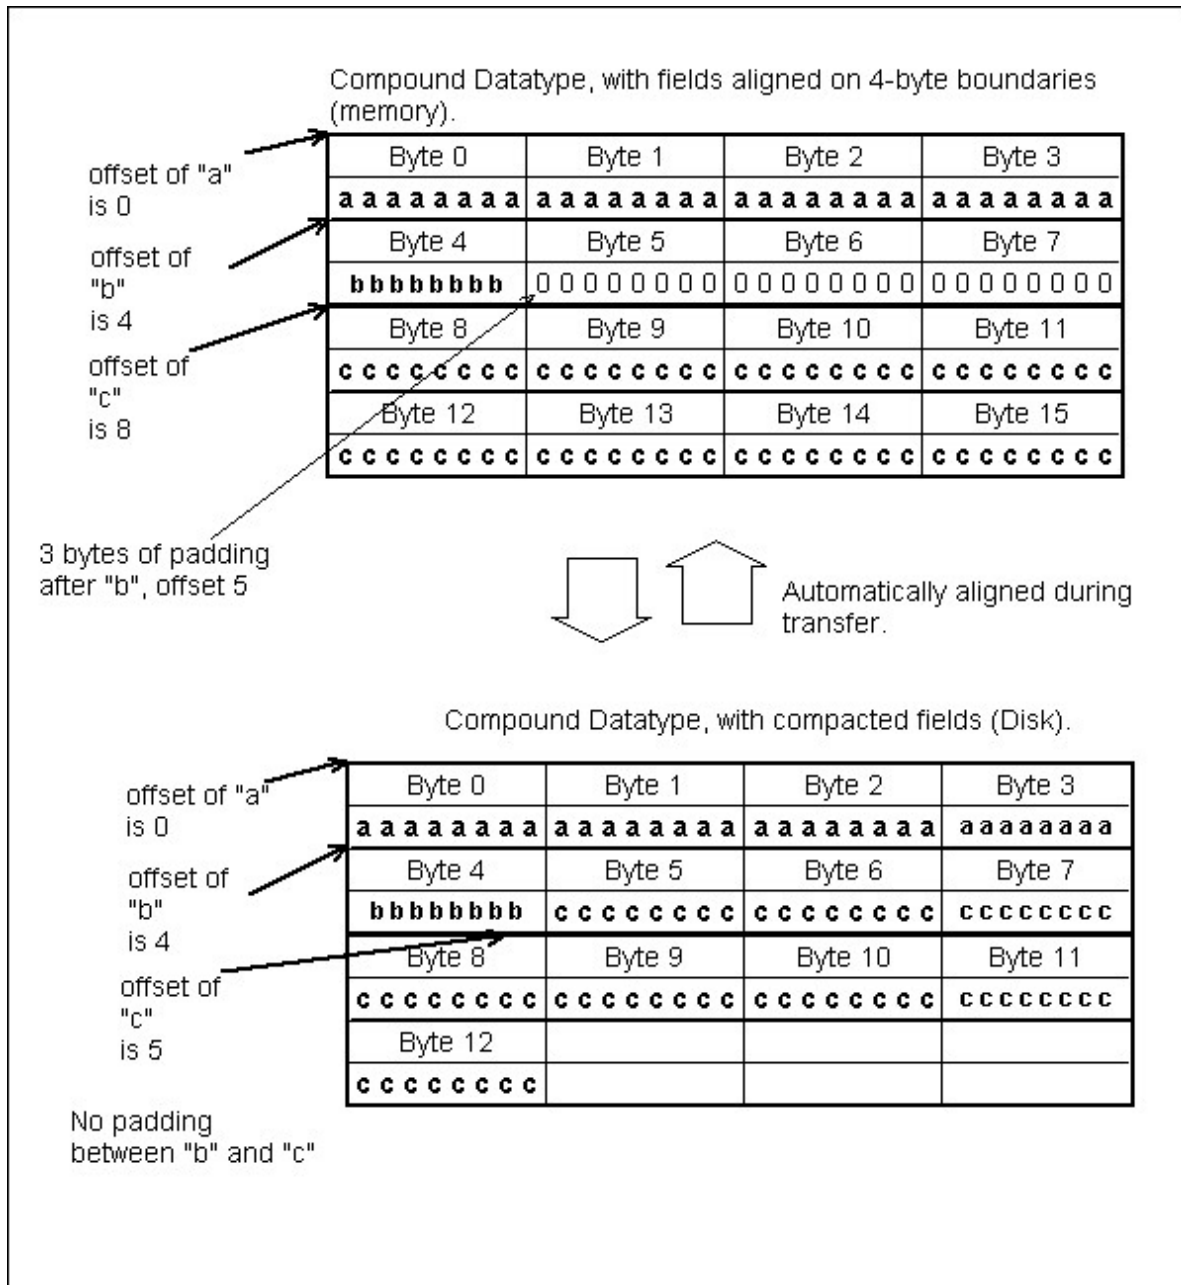 Compound Datatype, with fields aligned on 4-byte boundaries
(memory).
offset of "a"
is 0
Byte 0 Byte 1 Byte 2 Byte 3
a a a a a a a a a a a a a a a a a a a a a a a a a a a a a a a a
offset of
"b"
is 4
Byte 4 Byte 5 Byte 6 Byte 7
b b b b b b b b 0 0 0 0 0 0 0 0 0 0 0 0 0 0 0 0 0 0 0 0 0 0 0 0
offset of
"c"
is 8
Byte 8 Byte 9 Byte 10 Byte 11
c c c c c c c c c c c c c c c c c c c c c c c c c c c c c c c c
Byte 12 Byte 13 Byte 14 Byte 15
c c c c c c c c c c c c c c c c c c c c c c c c c c c c c c c c
3 bytes of padding
after "b", offset 5
Automatically aligned during
transfer.
Compound Datatype, with compacted fields (Disk).
offset of "a"
is 0
Byte 0 Byte 1 Byte 2 Byte 3
a a a a a a a a a a a a a a a a a a a a a a a a a a a a a a a a
offset of
"b"
is 4
Byte 4 Byte 5 Byte 6 Byte 7
b b b b b b b b c c c c c c c c c c c c c c c c c c c c c c c c
offset of
"c"
is 5
Byte 8 Byte 9 Byte 10 Byte 11
c c c c c c c c c c c c c c c c c c c c c c c c c c c c c c c c
Byte 12
c c c c c c c c
No padding
between "b" and "c"